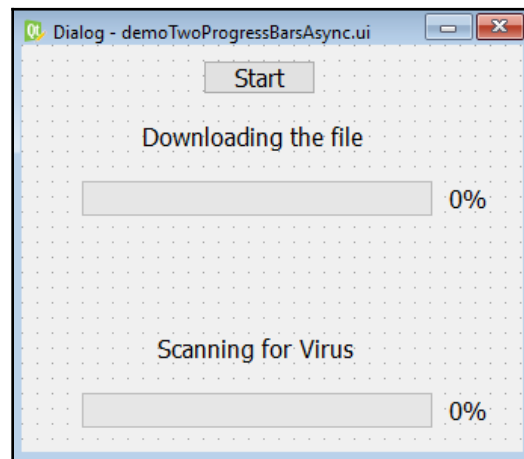 Dialog - demoTwoProgressBarsAsync.ui
Start
Downloading the file
0%
Scanning for Virus
0%